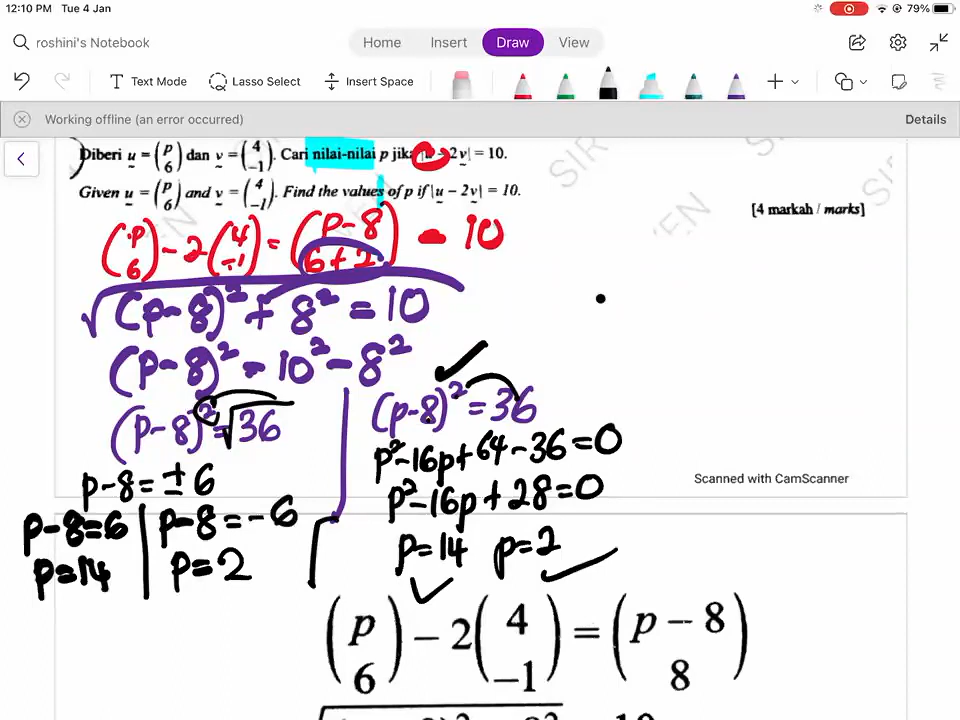 12:10 PM Tue 4 Jan 79%
roshini's Notebook Home Insert Draw View
Text Mode Lasso Select Insert Space
Working offline (an error occurred) Details
Diberi u = (p 6) dan v = (4 -1). Cari nilai-nilai p jika - 2v| = 10.
Given u = (p 6) and v = (4 -1). Find the values of p if |u - 2v| = 10.
[4 markah / marks]
(p 6) - 2 (4 -1) = (p-8 6+2) 10
√(p-8)² + 8² = 10
(p-8)² = 10² - 8²
(p-8)² = √36
p-8 = ± 6
p-8=6 | p-8=-6
p=14 | p=2
(p-8)² = 36
p²-16p+64-36=0
p²-16p+28=0
p=14 p=2
Scanned with CamScanner
(p 6) - 2 (4 -1) = (p - 8 8)